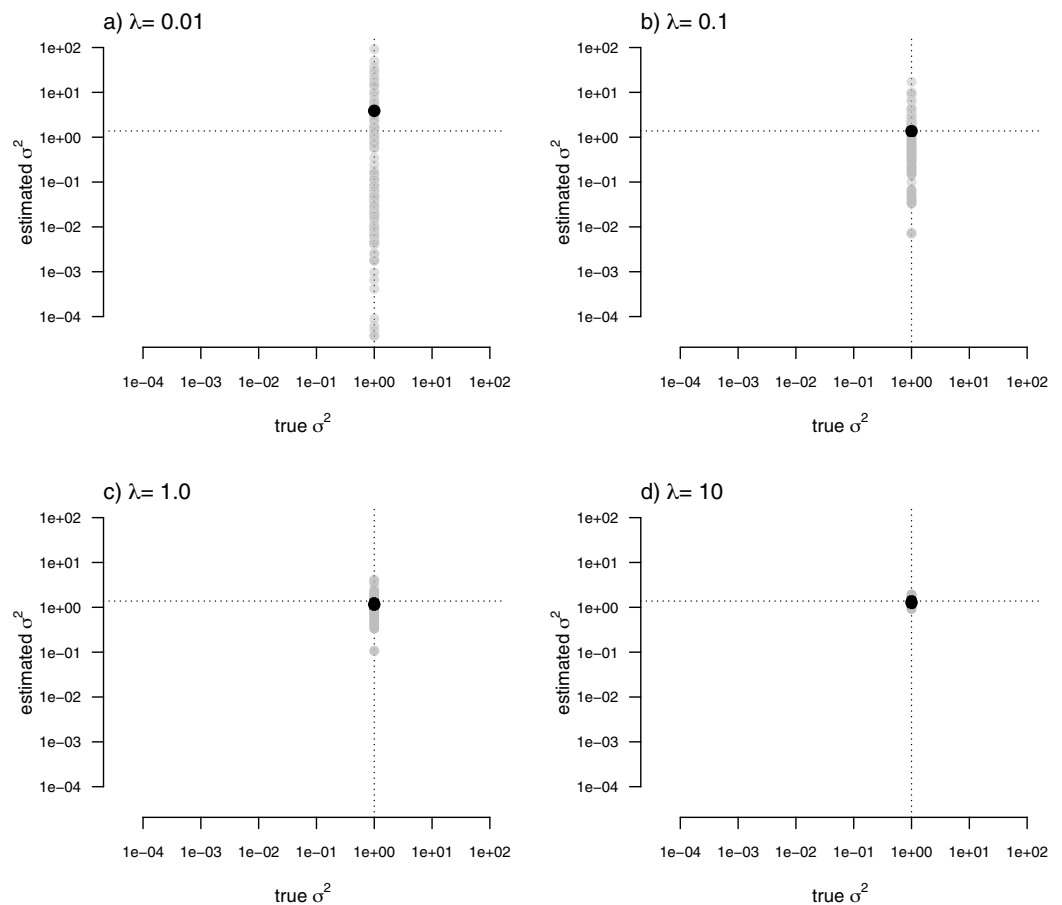 a) λ= 0.01
1e+02
1e+01
1e+00
1e−01
1e−02
1e−03
1e−04
estimated σ²
1e−04 1e−03 1e−02 1e−01 1e+00 1e+01 1e+02
true σ²
b) λ= 0.1
1e+02
1e+01
1e+00
1e−01
1e−02
1e−03
1e−04
estimated σ²
1e−04 1e−03 1e−02 1e−01 1e+00 1e+01 1e+02
true σ²
c) λ= 1.0
1e+02
1e+01
1e+00
1e−01
1e−02
1e−03
1e−04
estimated σ²
1e−04 1e−03 1e−02 1e−01 1e+00 1e+01 1e+02
true σ²
d) λ= 10
1e+02
1e+01
1e+00
1e−01
1e−02
1e−03
1e−04
estimated σ²
1e−04 1e−03 1e−02 1e−01 1e+00 1e+01 1e+02
true σ²